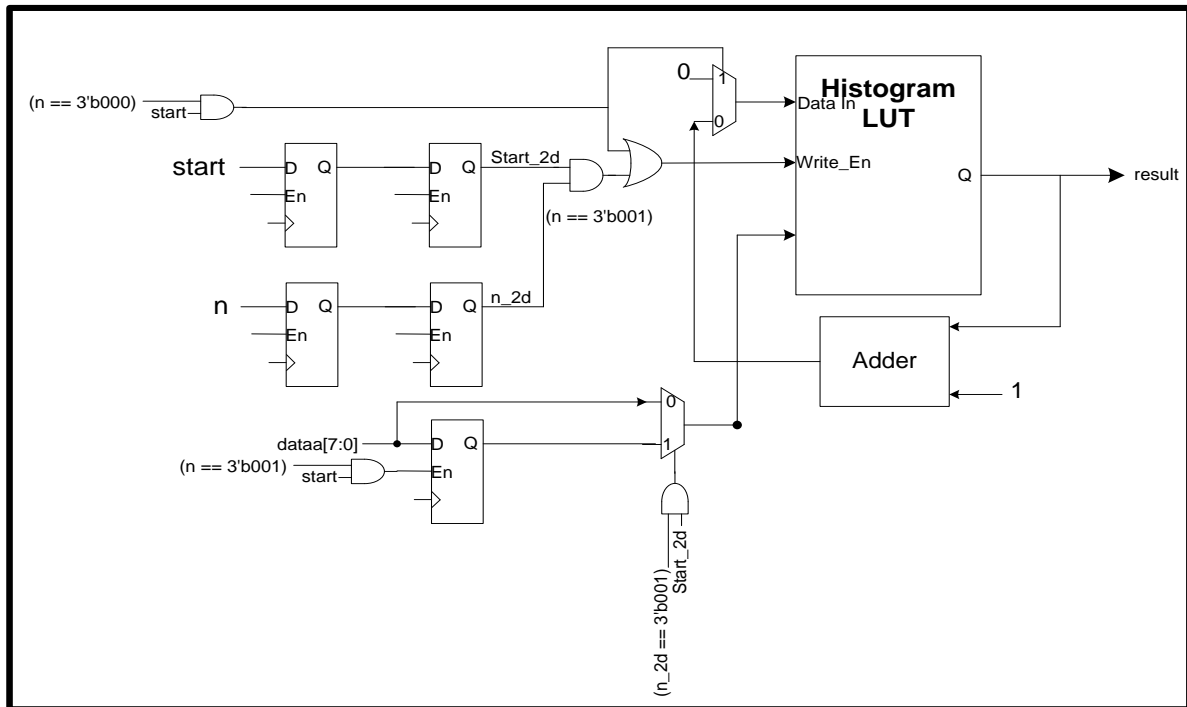 0
1
Histogram
LUT
(n == 3'b000)
start
Data In
0
start
D
Q
En
D
Q
En
Start_2d
Write_En
Q
result
(n == 3'b001)
n
D
Q
En
D
Q
En
n_2d
Adder
1
0
dataa[7:0]
D
Q
1
(n == 3'b001)
start
En
(n_2d == 3'b001)
Start_2d